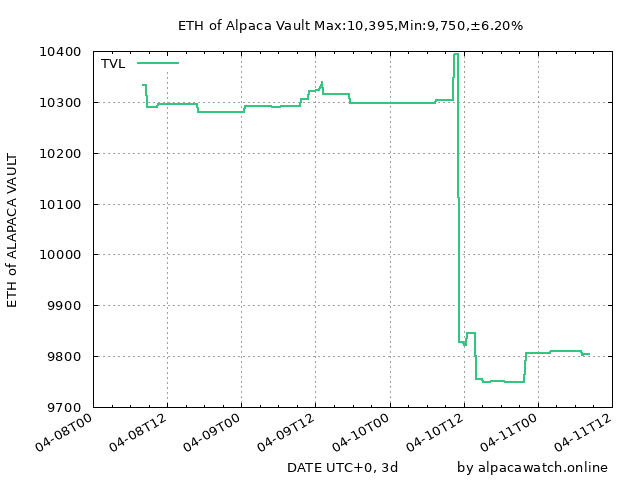 ETH of Alpaca Vault Max:10,395,Min:9,750,±6.20%
TVL
10400
10300
10200
10100
10000
9900
9800
9700
ETH of ALAPACA VAULT
04-08T00
04-08T12
04-09T00
04-09T12
04-10T00
04-10T12
04-11T00
04-11T12
DATE UTC+0, 3d
by alpacawatch.online